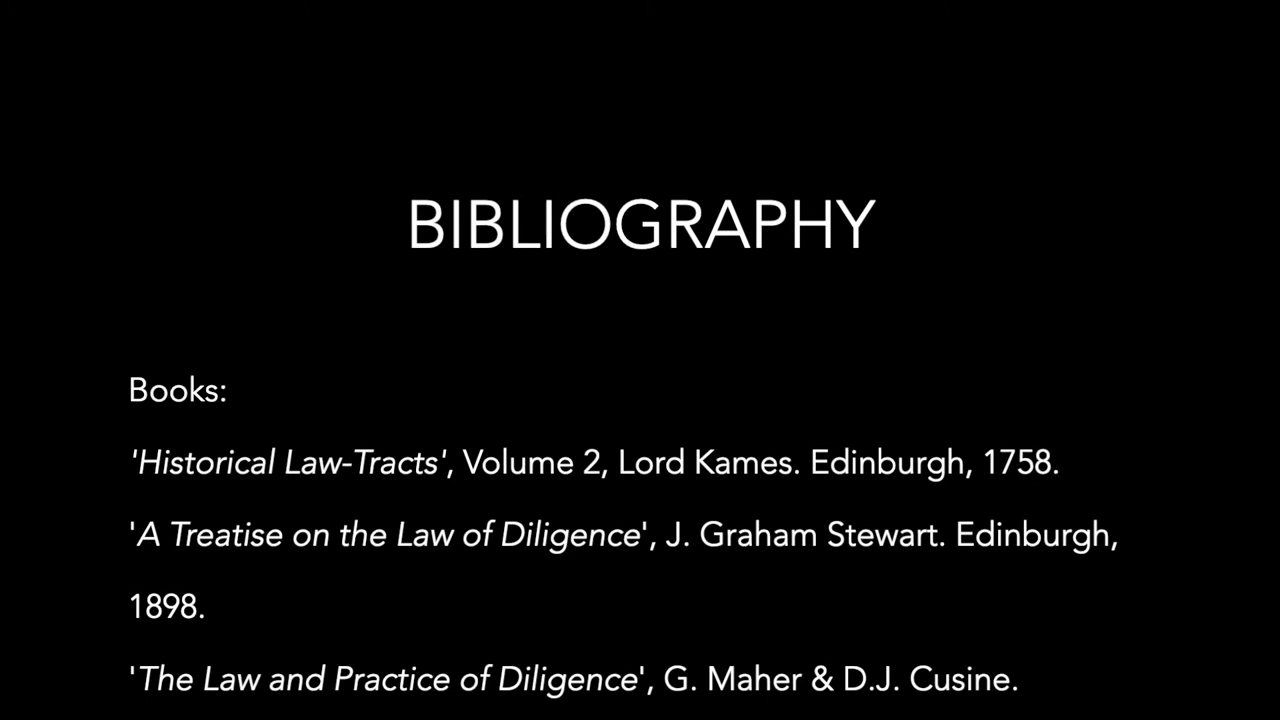 BIBLIOGRAPHY
Books:
'Historical Law-Tracts', Volume 2, Lord Kames. Edinburgh, 1758.
'A Treatise on the Law of Diligence', J. Graham Stewart. Edinburgh,
1898.
'The Law and Practice of Diligence', G. Maher & D.J. Cusine.